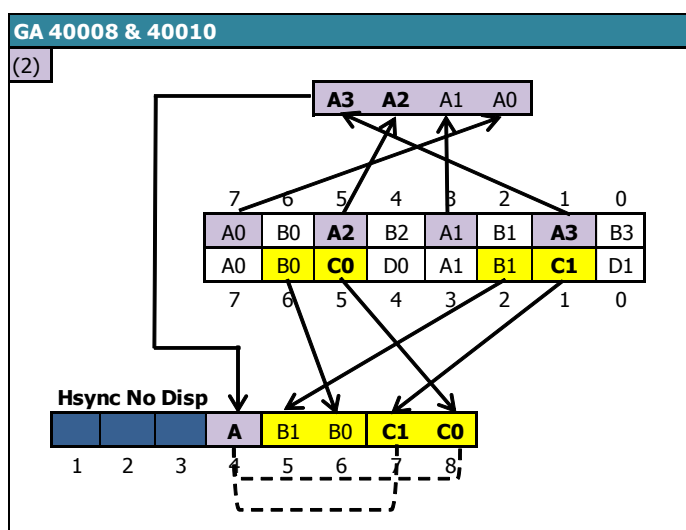 GA 40008 & 40010
(2)
A3 A2 A1 A0
7 6 5 4 3 2 1 0
A0 B0 A2 B2 A1 B1 A3 B3
A0 B0 C0 D0 A1 B1 C1 D1
7 6 5 4 3 2 1 0
Hsync No Disp
A B1 B0 C1 C0
1 2 3 4 5 6 7 8